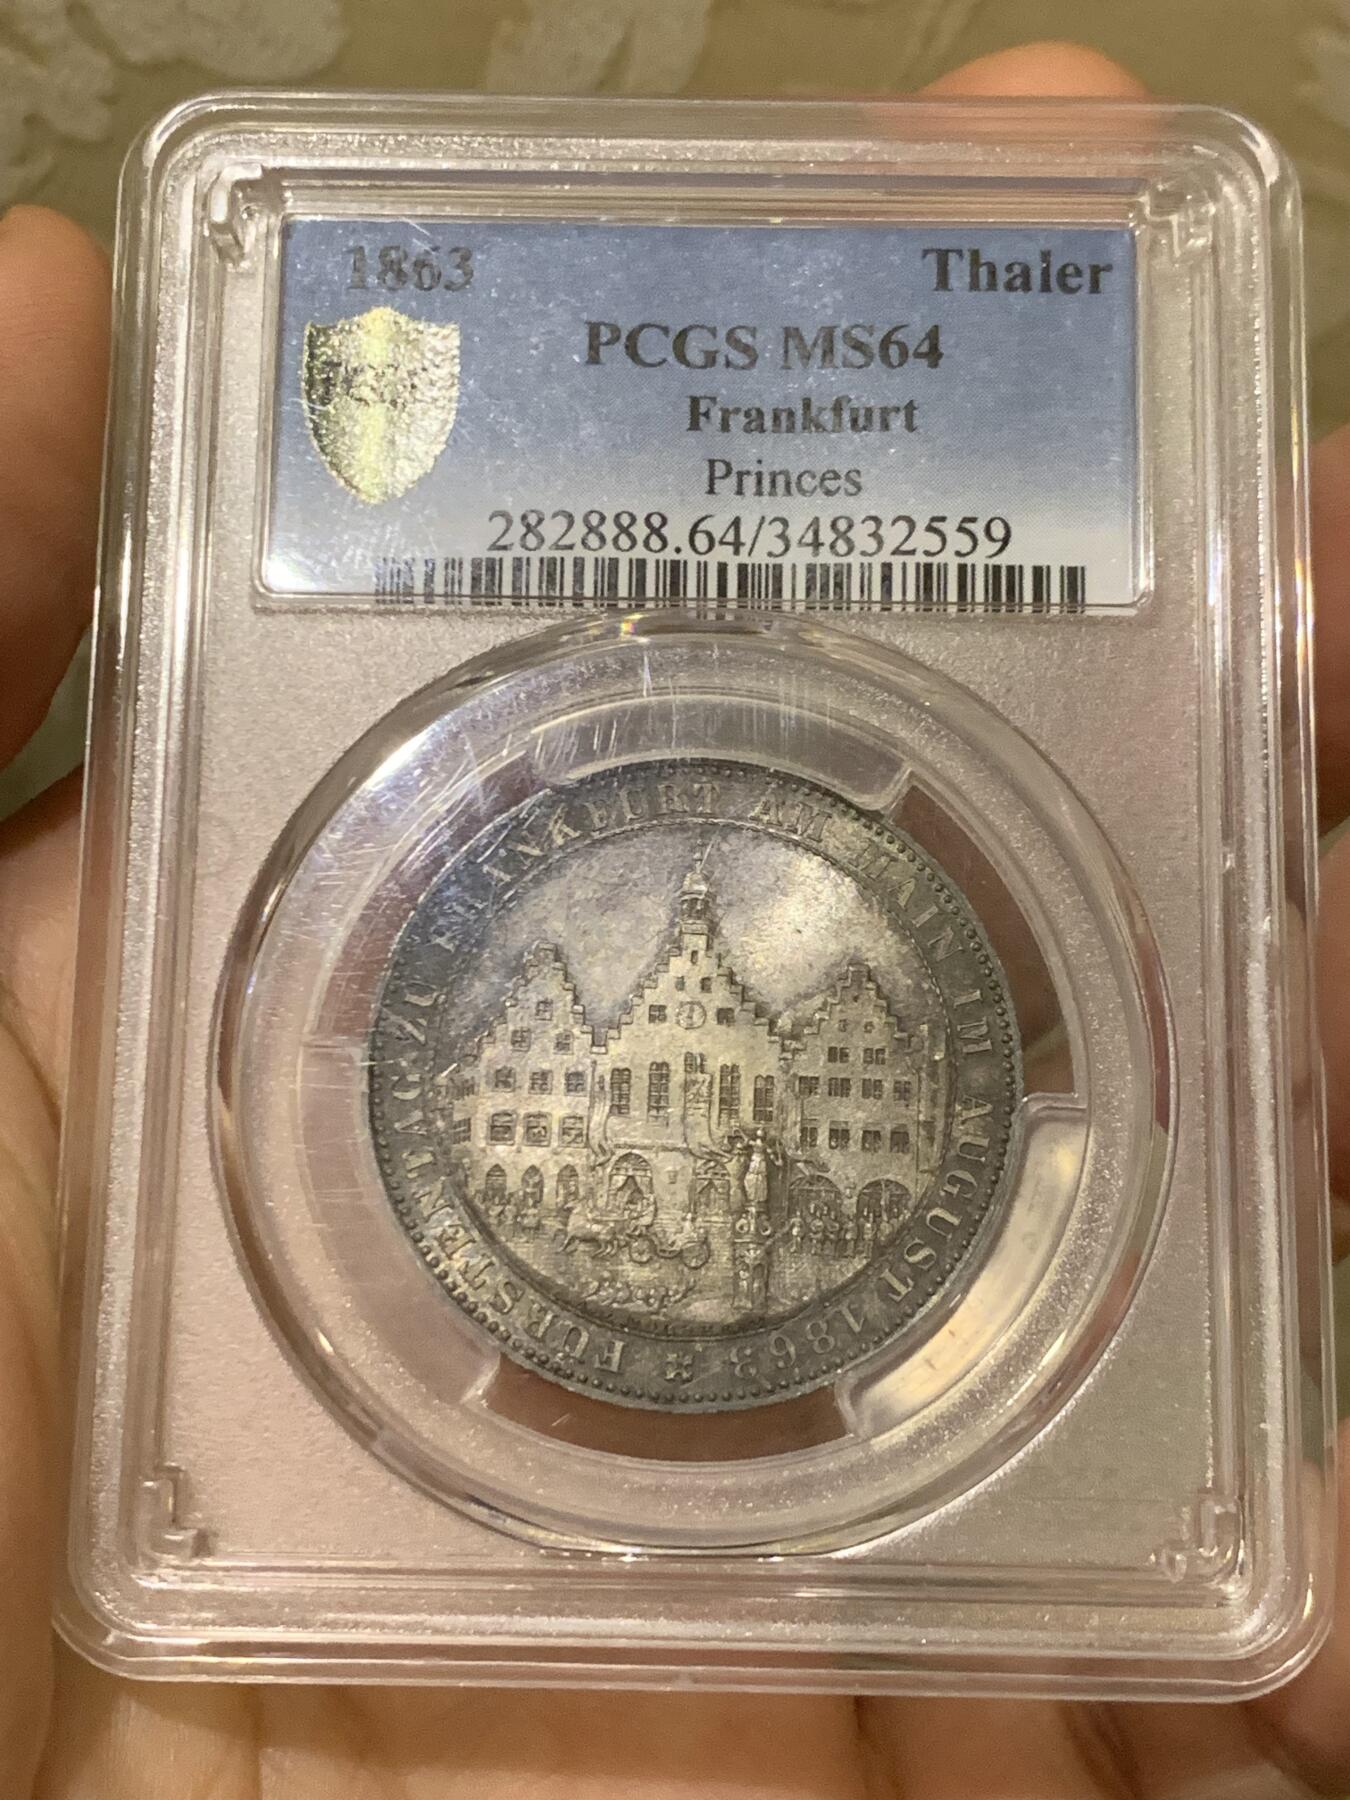 1863 Thaler
PCGS MS64
Frankfurt
Princes
282888.64/34832559
FÜRSTENTAG ZU FRANKFURT AM MAIN IM AUGUST 1863